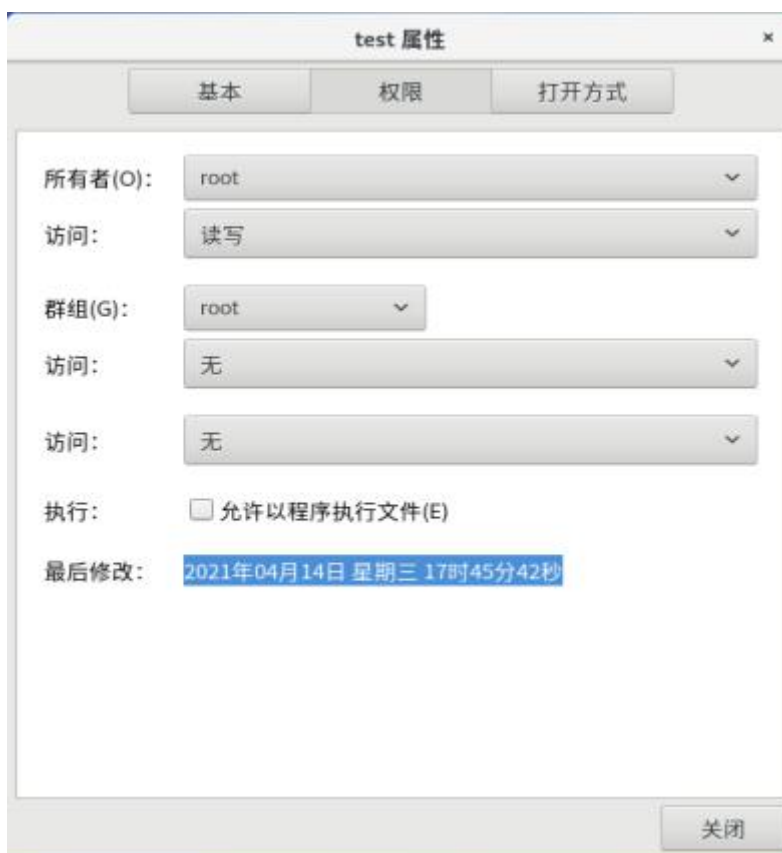 test 属性 ×
基本 权限 打开方式
所有者(O)： root
访问： 读写
群组(G)： root
访问： 无
访问： 无
执行： 允许以程序执行文件(E)
最后修改： 2021年04月14日 星期三 17时45分42秒
关闭